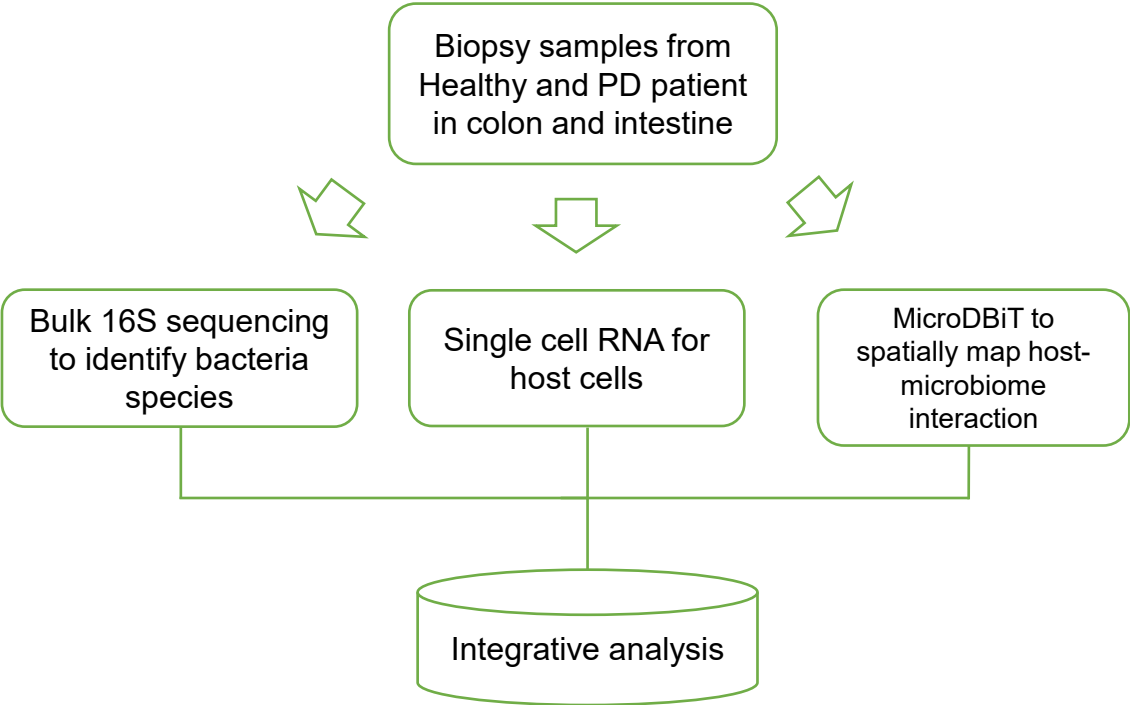 Biopsy samples from
Healthy and PD patient
in colon and intestine
Bulk 16S sequencing
to identify bacteria
species
Single cell RNA for
host cells
MicroDBiT to
spatially map host-
microbiome
interaction
Integrative analysis